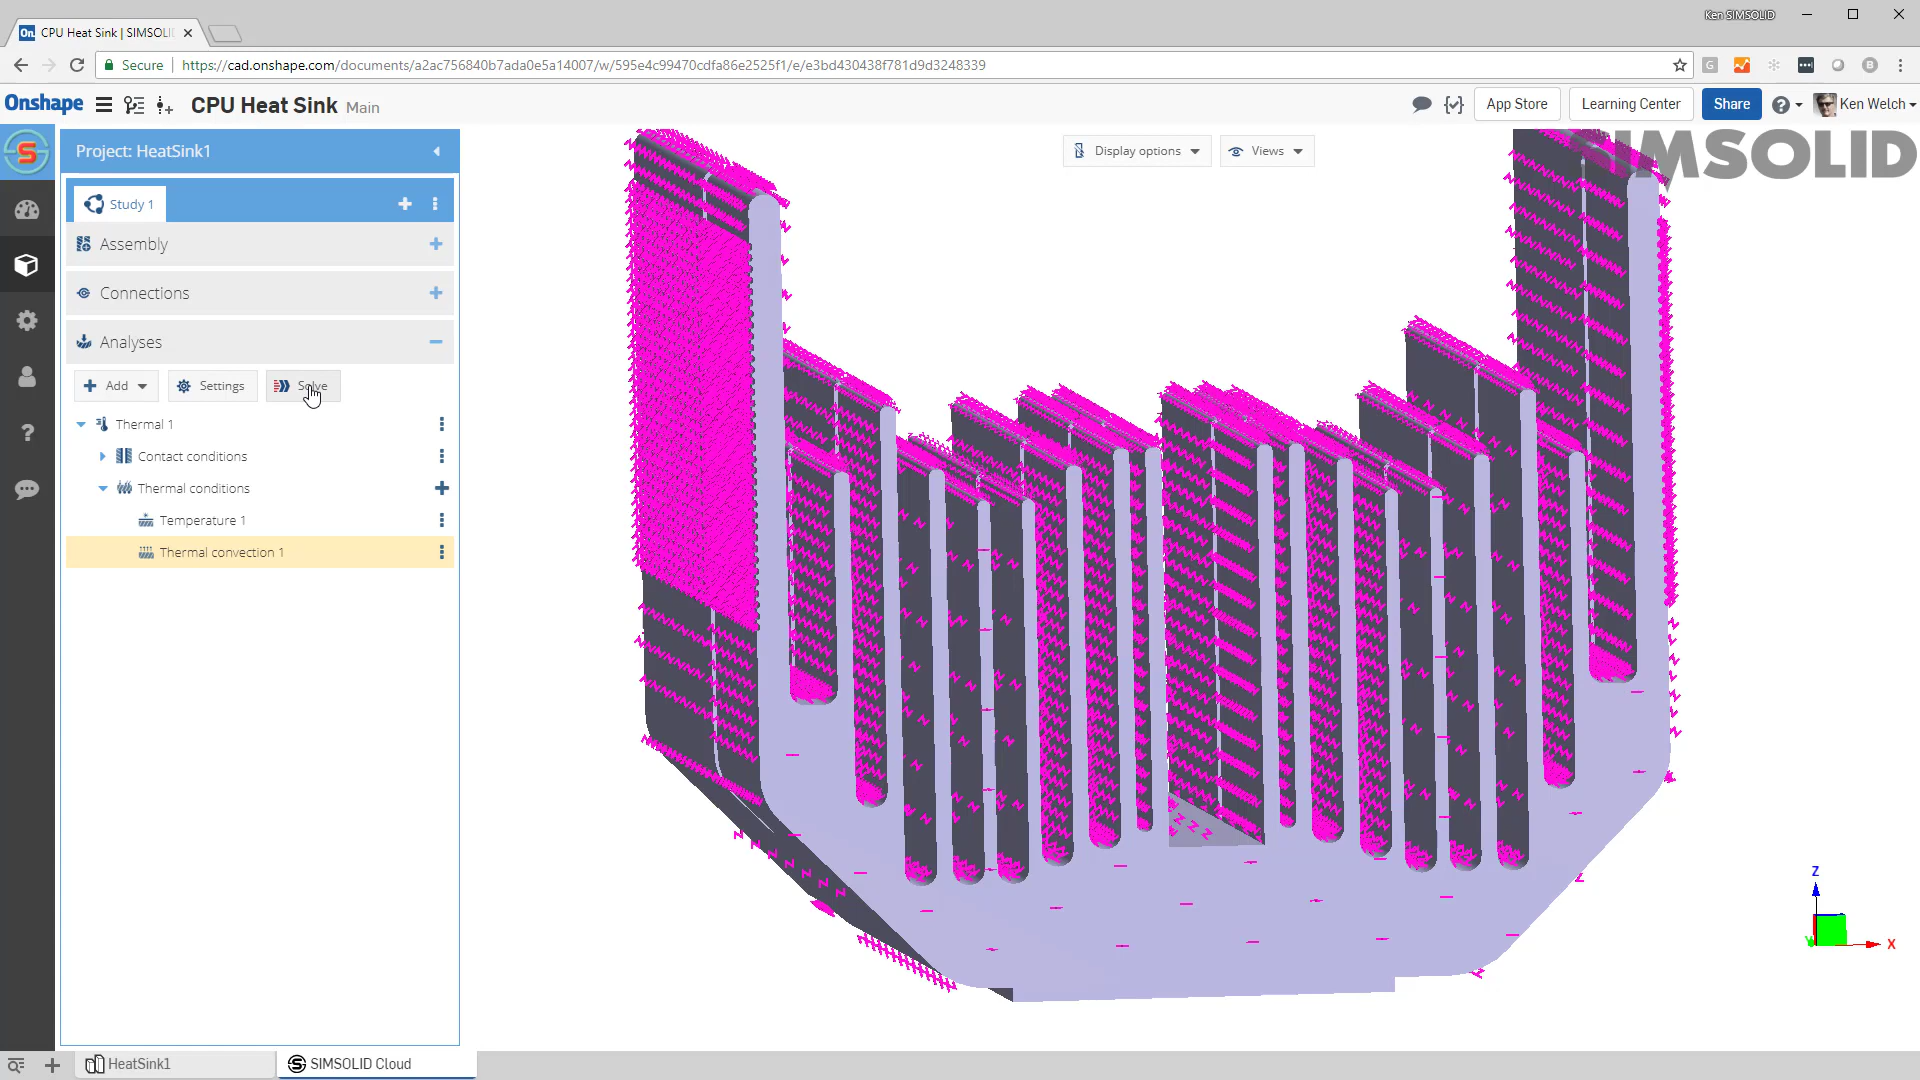 Ken SIMSOLID
On. CPU Heat Sink | SIMSOLI
Secure https://cad.onshape.com/documents/a2ac756840b7ada0e5a14007/w/595e4c99470cdfa86e2525f1/e/e3bd430438f781d9d3248339
G B
Onshape CPU Heat Sink Main App Store Learning Center Share ? Ken Welch
S Project: HeatSink1 Display options Views IMSOLID
Study 1
Assembly
Connections
Analyses
Add Settings Solve
Thermal 1
?
Contact conditions
Thermal conditions
Temperature 1
Thermal convection 1
Z
Y X
HeatSink1 SIMSOLID Cloud